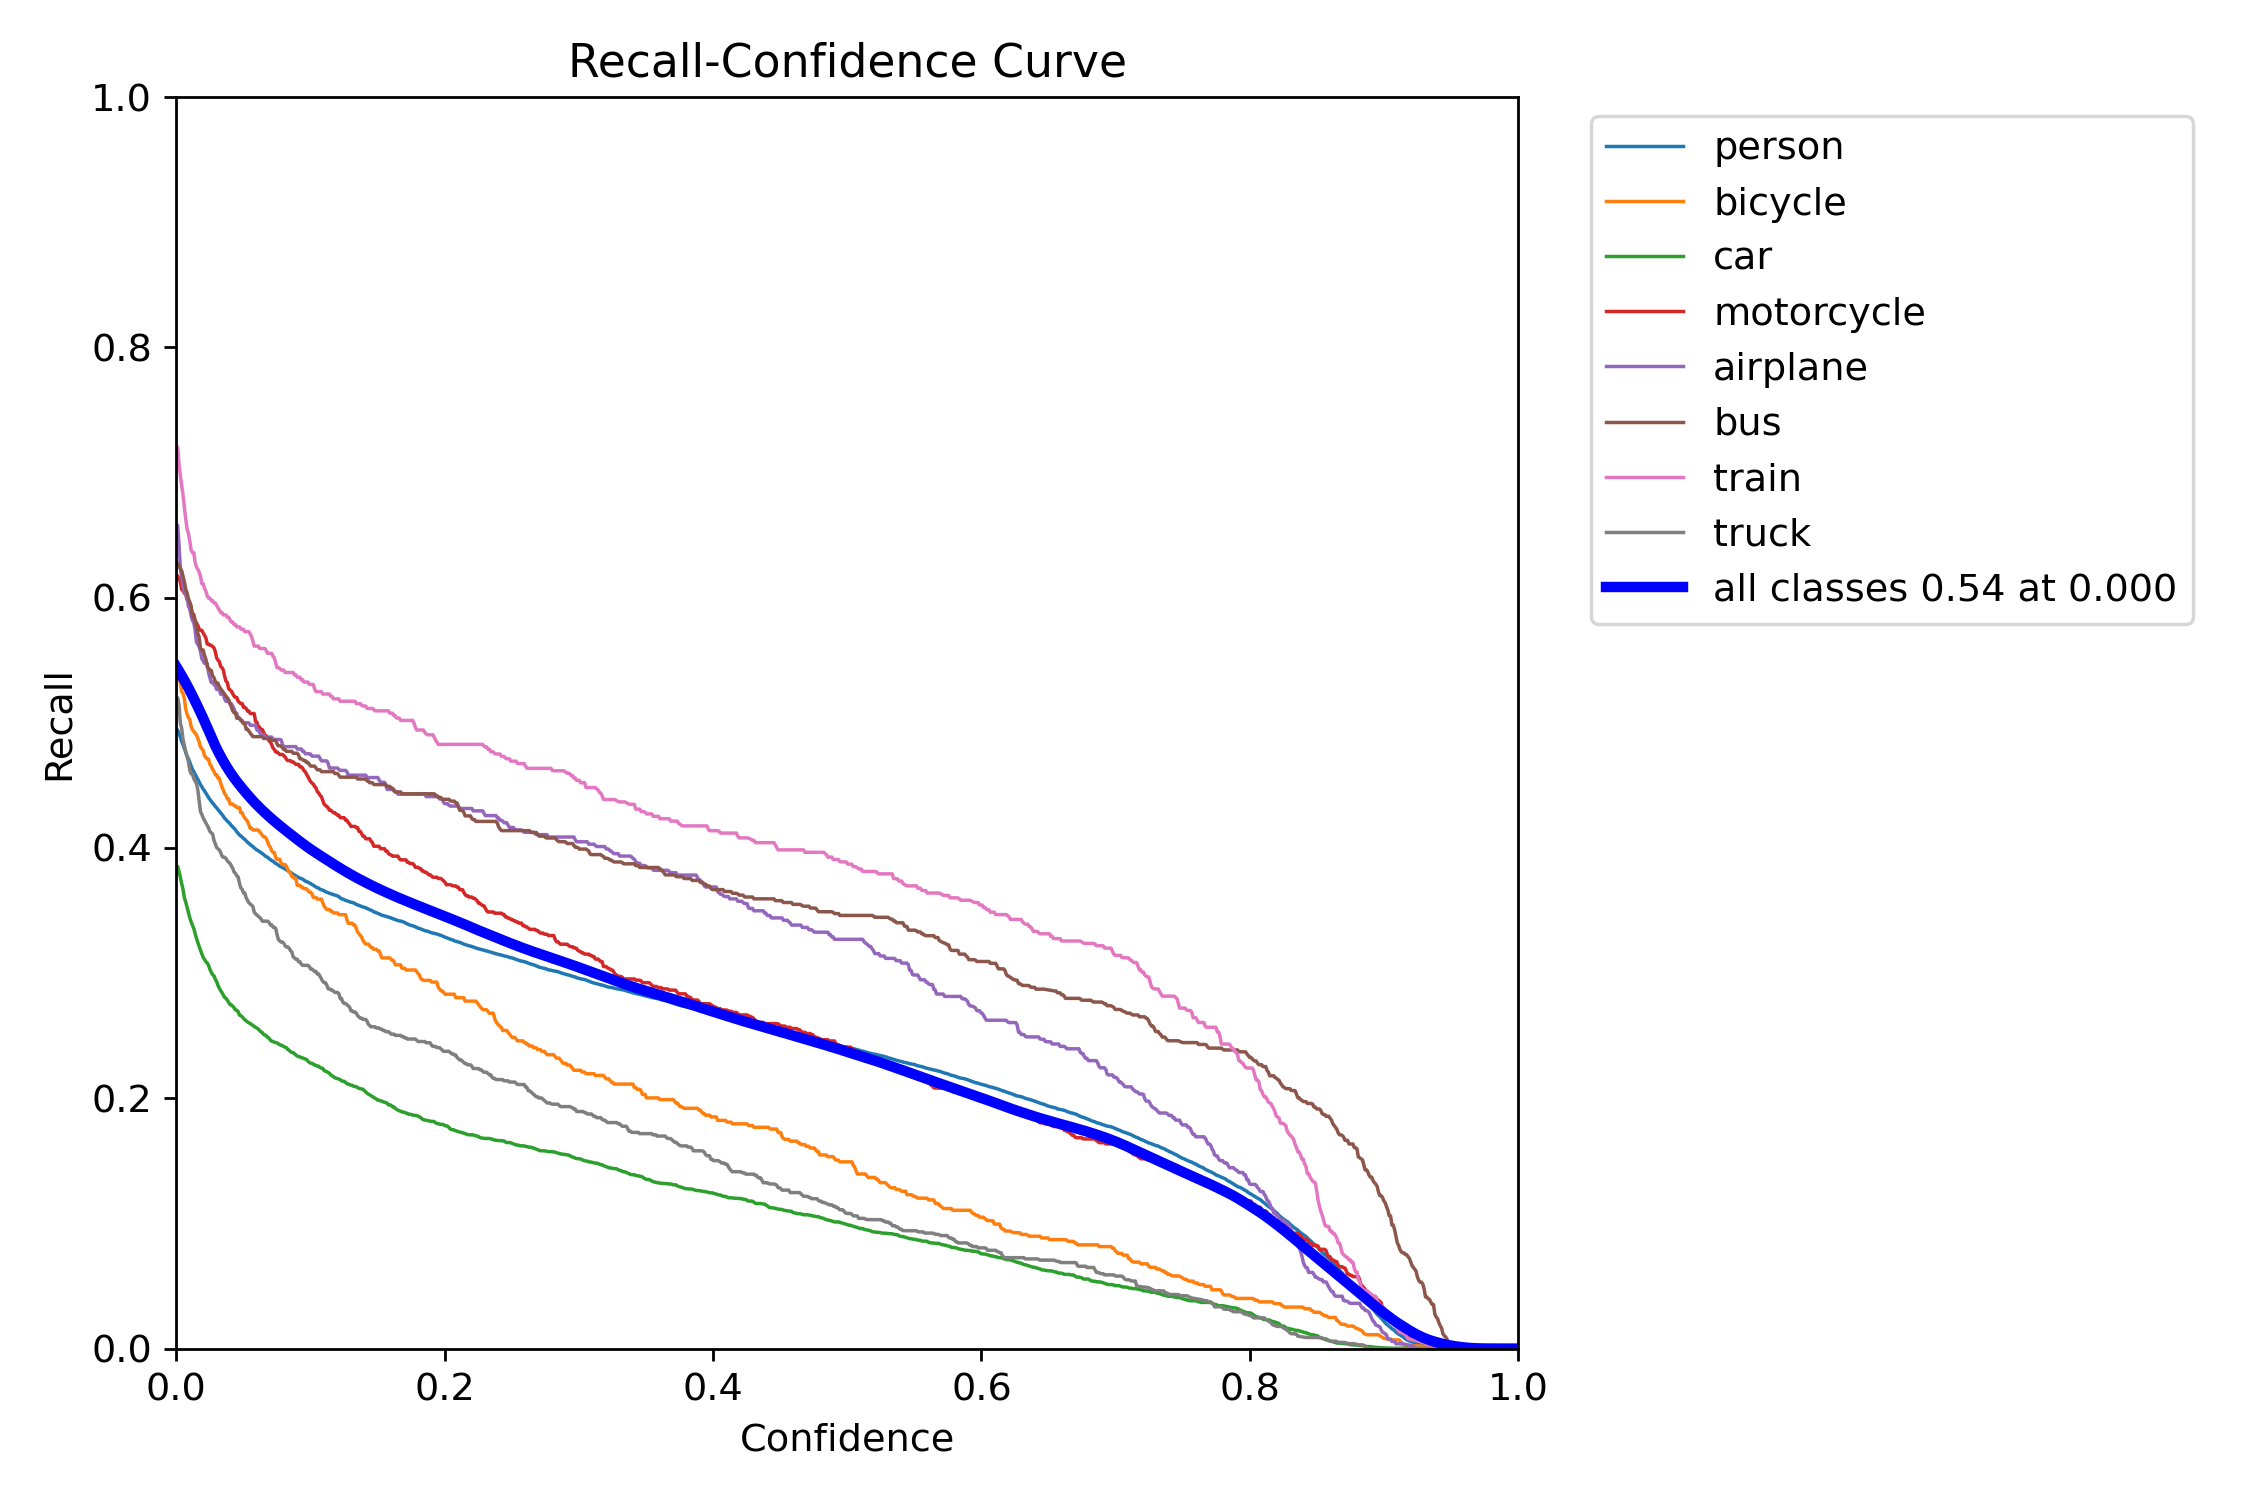 Recall-Confidence Curve
1.0
0.8
0.6
0.4
0.2
0.0
Recall
0.0 0.2 0.4 0.6 0.8 1.0
Confidence
person
bicycle
car
motorcycle
airplane
bus
train
truck
all classes 0.54 at 0.000